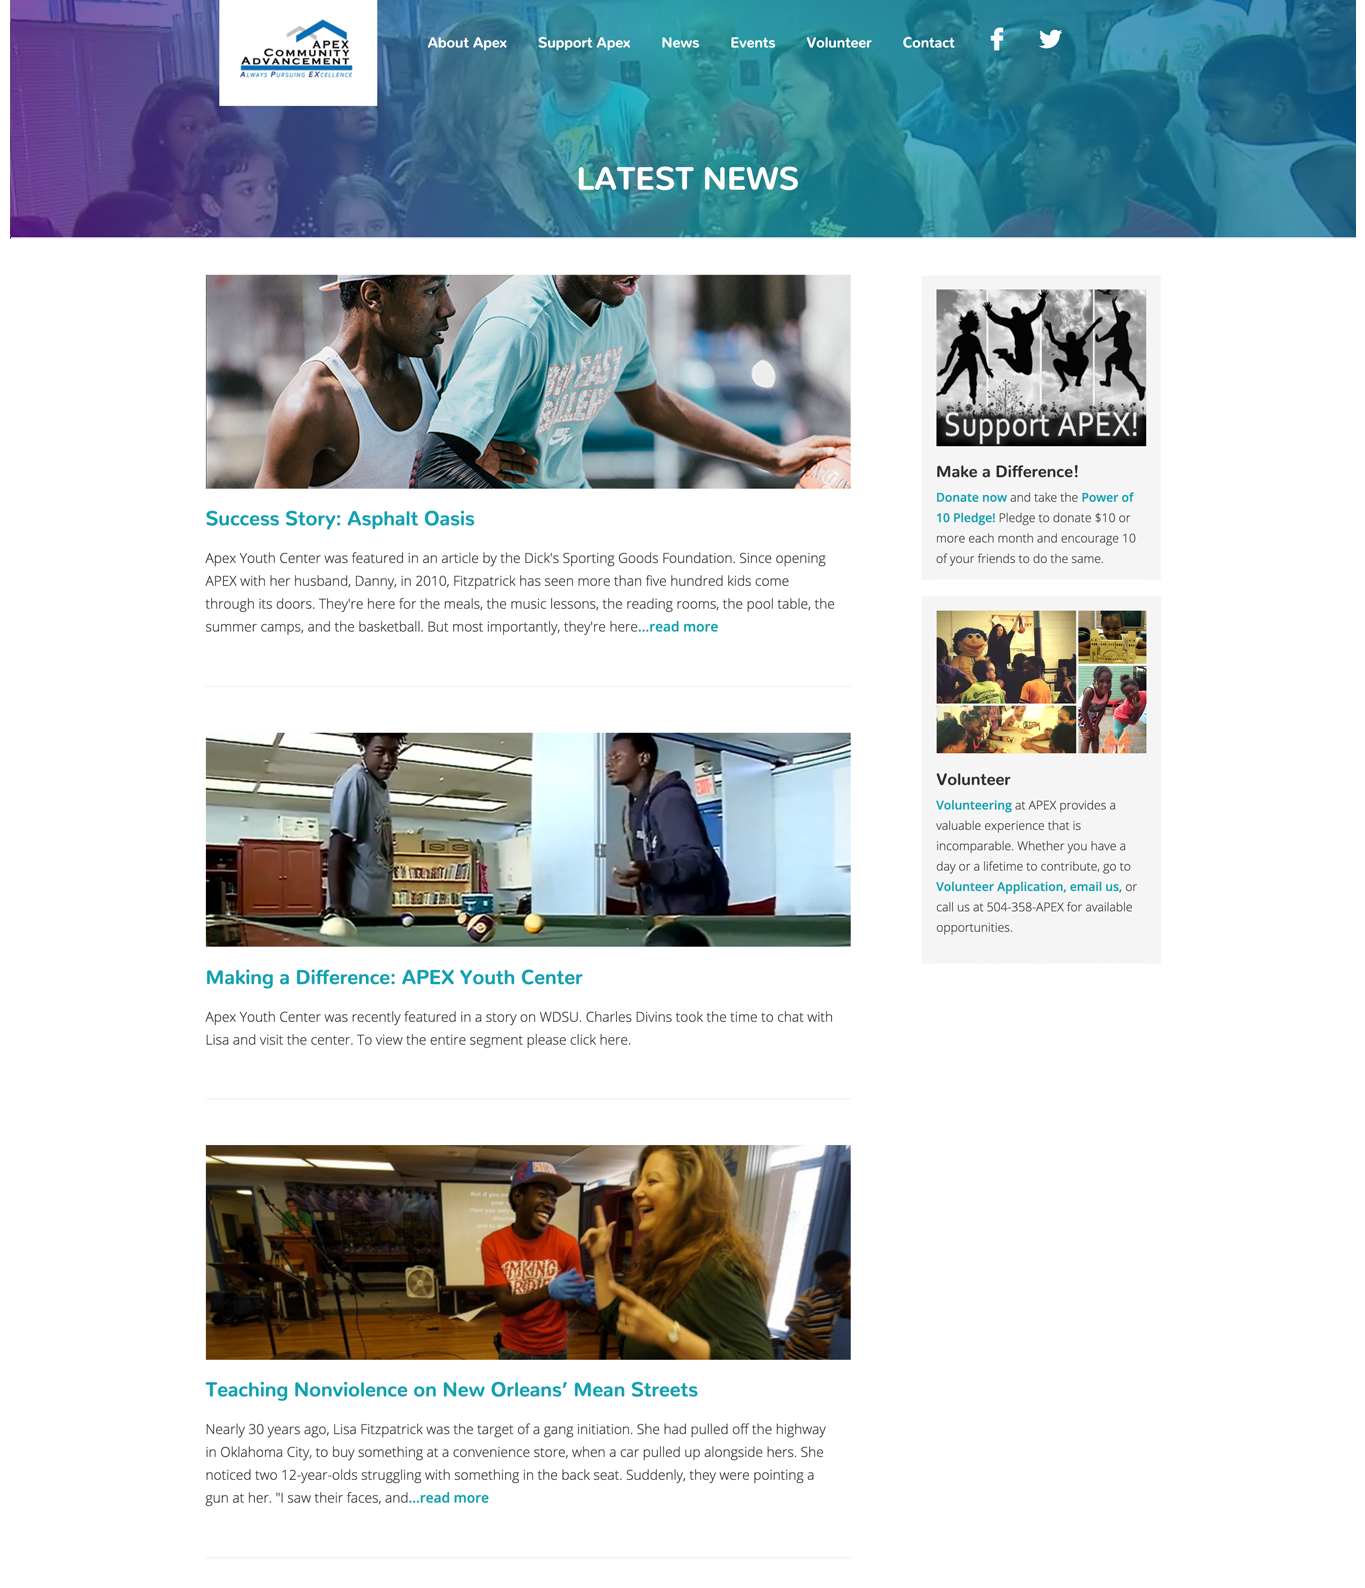 APEX
COMMUNITY
ADVANCEMENT
ALWAYS PURSUING EXCELLENCE
About Apex Support Apex News Events Volunteer Contact
LATEST NEWS
Success Story: Asphalt Oasis
Apex Youth Center was featured in an article by the Dick's Sporting Goods Foundation. Since opening
APEX with her husband, Danny, in 2010, Fitzpatrick has seen more than five hundred kids come
through its doors. They're here for the meals, the music lessons, the reading rooms, the pool table, the
summer camps, and the basketball. But most importantly, they're here...read more
EXIT
Making a Difference: APEX Youth Center
Apex Youth Center was recently featured in a story on WDSU. Charles Divins took the time to chat with
Lisa and visit the center. To view the entire segment please click here.
But if you
Teaching Nonviolence on New Orleans’ Mean Streets
Nearly 30 years ago, Lisa Fitzpatrick was the target of a gang initiation. She had pulled off the highway
in Oklahoma City, to buy something at a convenience store, when a car pulled up alongside hers. She
noticed two 12-year-olds struggling with something in the back seat. Suddenly, they were pointing a
gun at her. "I saw their faces, and...read more
Support APEX!
Make a Difference!
Donate now and take the Power of
10 Pledge! Pledge to donate $10 or
more each month and encourage 10
of your friends to do the same.
Volunteer
Volunteering at APEX provides a
valuable experience that is
incomparable. Whether you have a
day or a lifetime to contribute, go to
Volunteer Application, email us, or
call us at 504-358-APEX for available
opportunities.